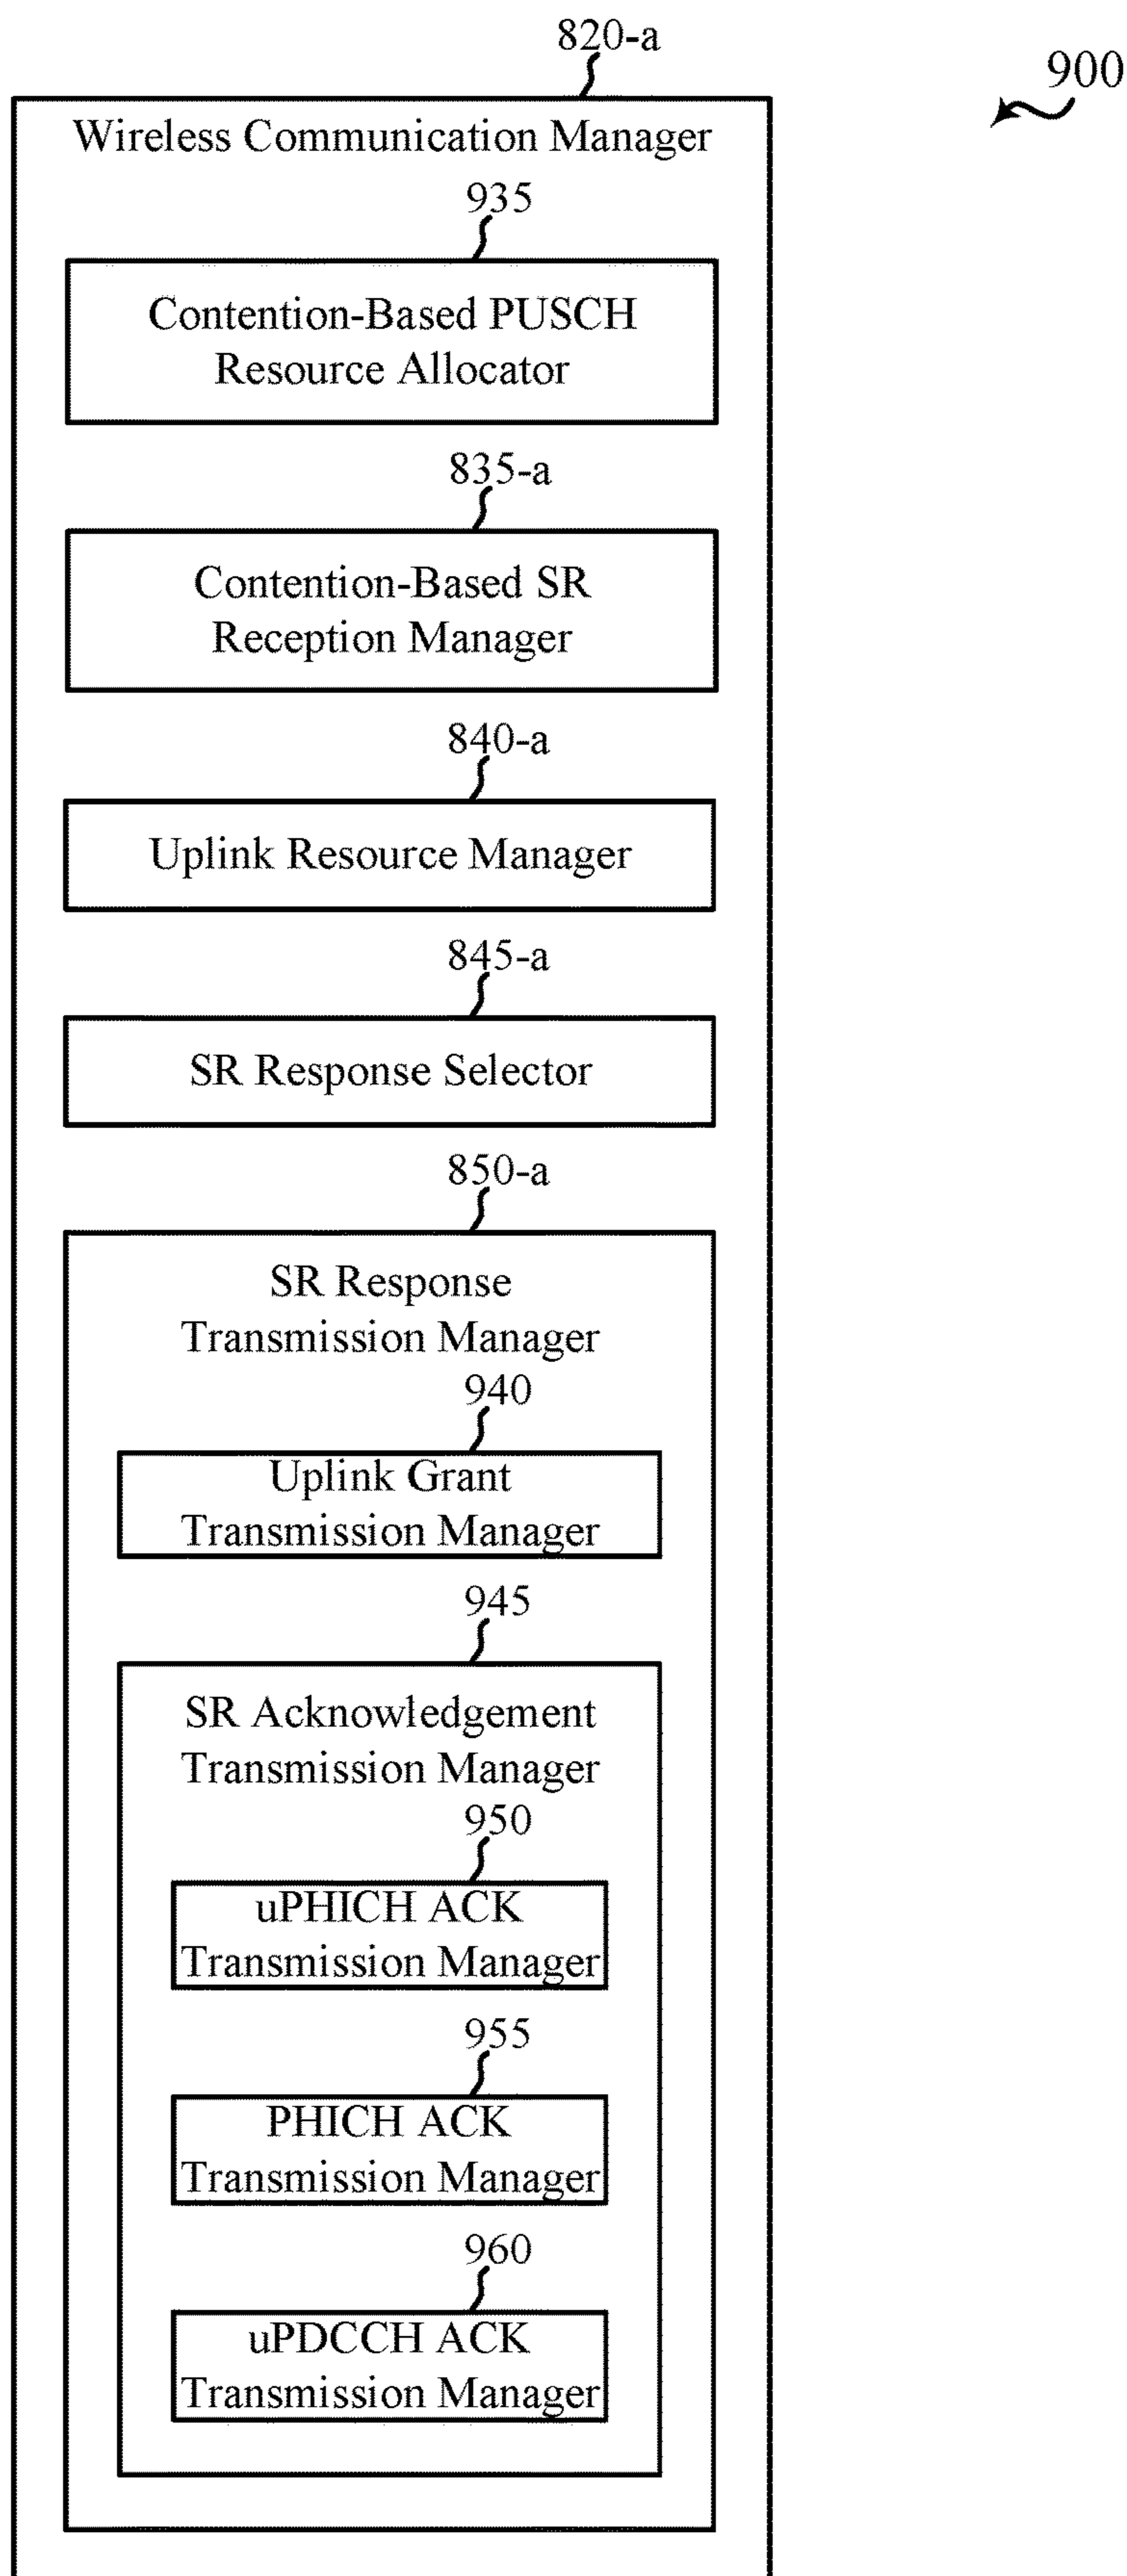 820-a
900
Wireless Communication Manager
935
Contention-Based PUSCH
Resource Allocator
835-a
Contention-Based SR
Reception Manager
840-a
Uplink Resource Manager
845-a
SR Response Selector
850-a
SR Response
Transmission Manager
940
Uplink Grant
Transmission Manager
945
SR Acknowledgement
Transmission Manager
950
uPHICH ACK
Transmission Manager
955
PHICH ACK
Transmission Manager
960
uPDCCH ACK
Transmission Manager